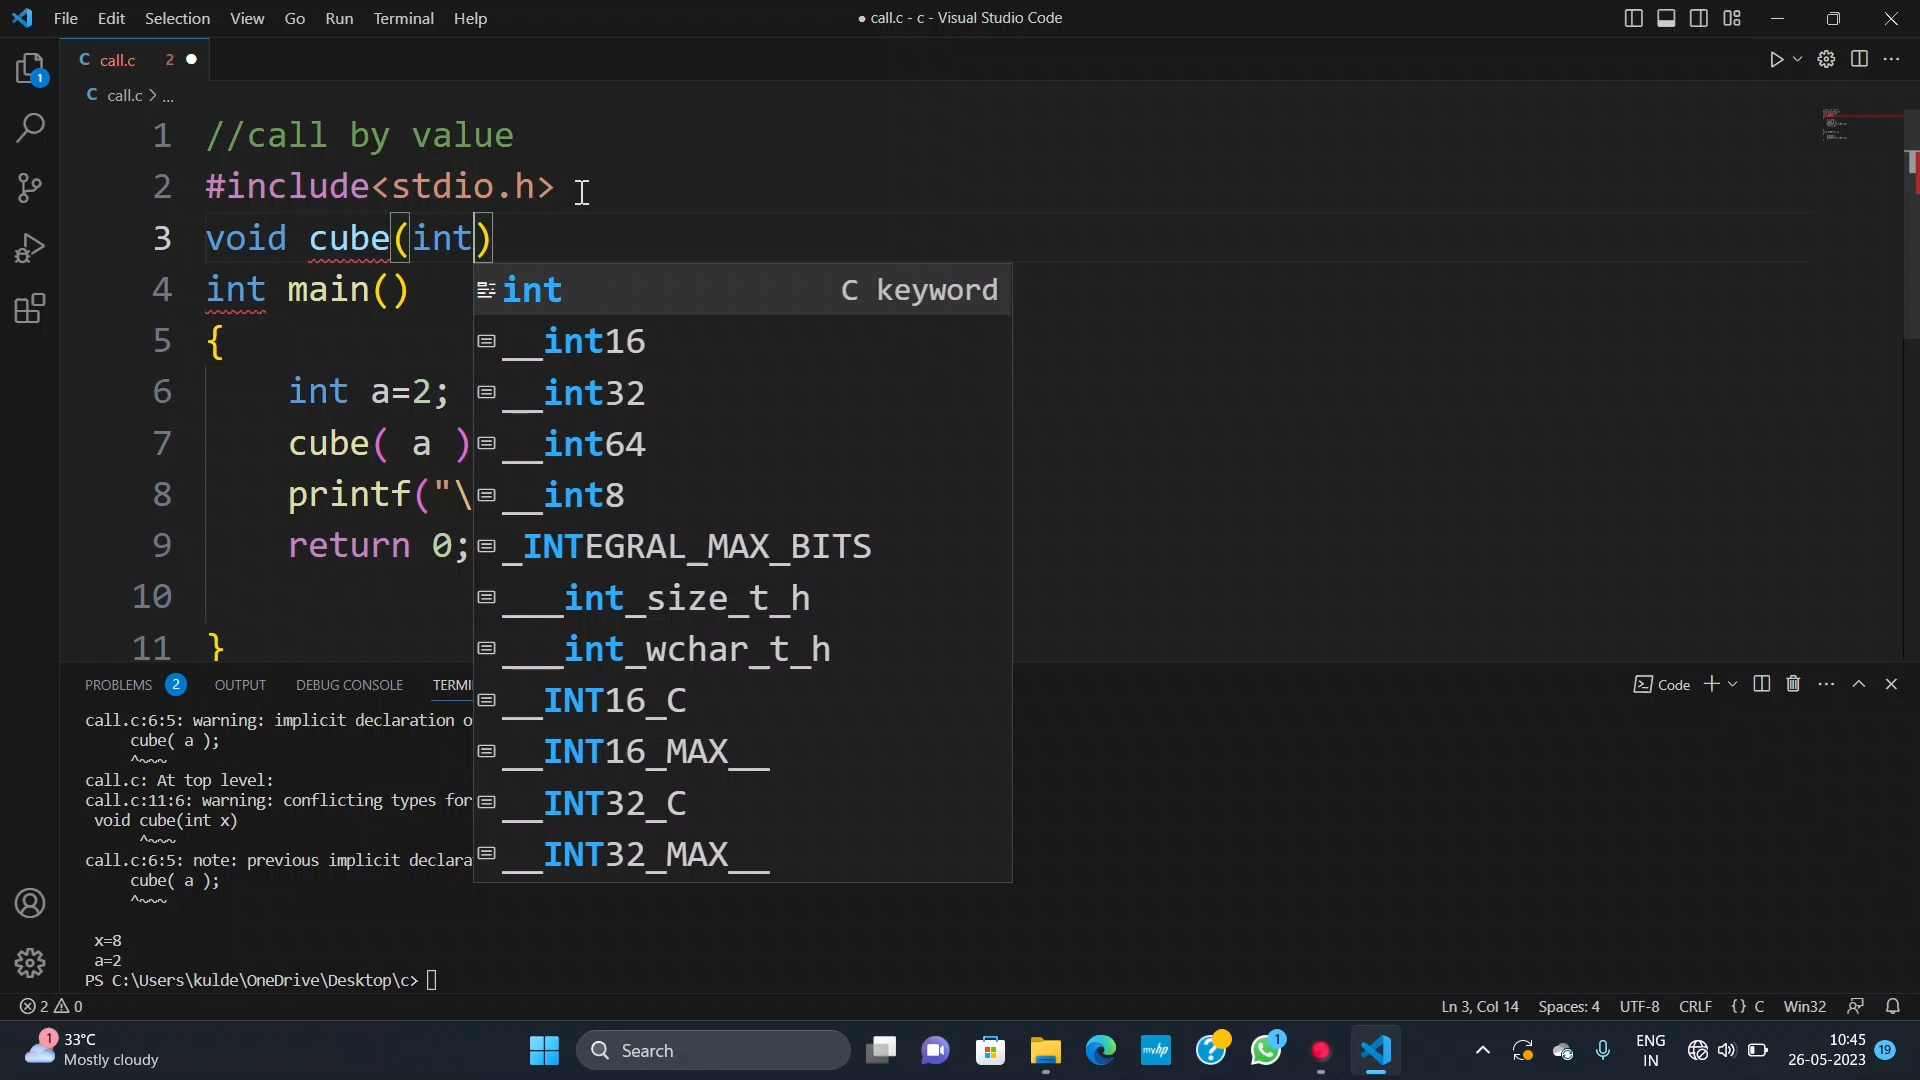 File Edit Selection View Go Run Terminal Help
● call.c - c - Visual Studio Code
C call.c 2 ●
C call.c > ...
1 //call by value
2 #include<stdio.h>
3 void cube(int)
4 int main()
5 {
6 int a=2;
7 cube( a )
8 printf("\
9 return 0;
10
11 }
int C keyword
__int16
__int32
__int64
__int8
_INTEGRAL_MAX_BITS
___int_size_t_h
___int_wchar_t_h
__INT16_C
__INT16_MAX__
__INT32_C
__INT32_MAX__
PROBLEMS 2 OUTPUT DEBUG CONSOLE TERMI
Code
call.c:6:5: warning: implicit declaration o
cube( a );
^~~~
call.c: At top level:
call.c:11:6: warning: conflicting types for
void cube(int x)
^~~~
call.c:6:5: note: previous implicit declara
cube( a );
^~~~
x=8
a=2
PS C:\Users\kulde\OneDrive\Desktop\c>
2 0
Ln 3, Col 14 Spaces: 4 UTF-8 CRLF {} C Win32
1
1
33°C
Mostly cloudy
Search
myhp
1
ENG
IN
10:45
26-05-2023
19